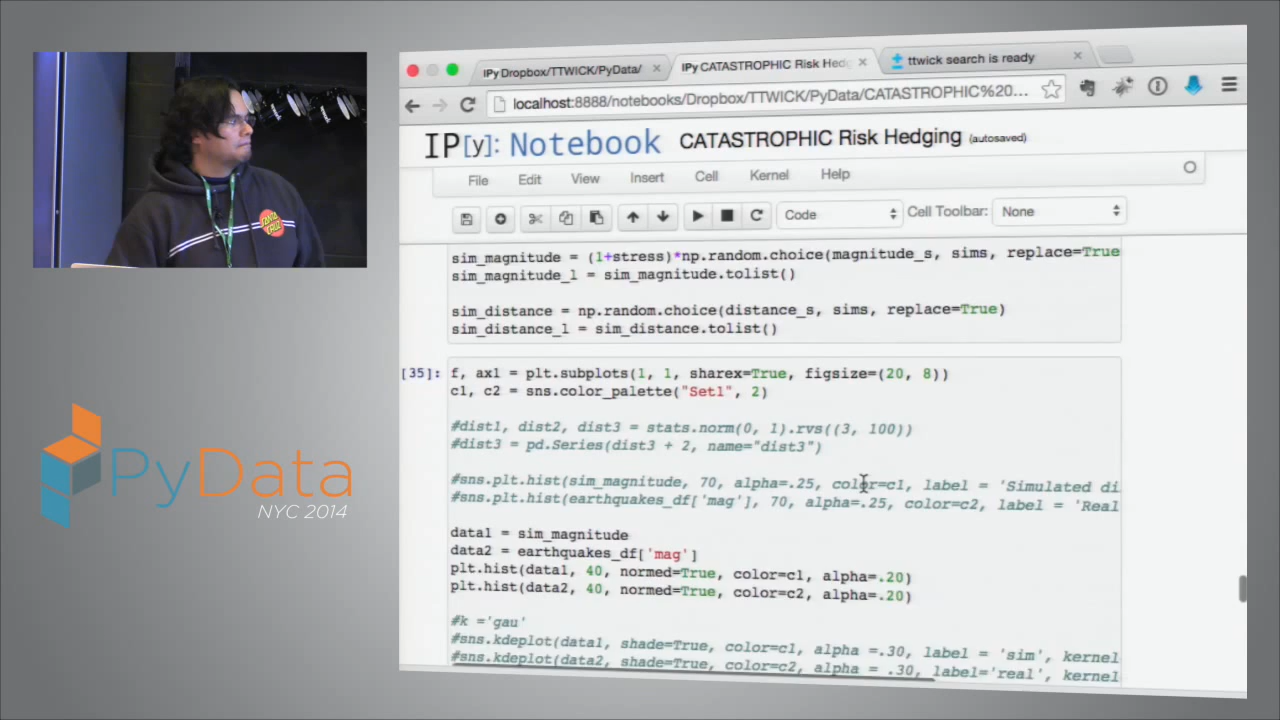 IPy Dropbox/TTWICK/PyData/
IPy CATASTROPHIC Risk Hedg
ttwick search is ready
localhost:8888/notebooks/Dropbox/TTWICK/PyData/CATASTROPHIC%20...
IP[y]: Notebook
CATASTROPHIC Risk Hedging (autosaved)
File Edit View Insert Cell Kernel Help
Code
Cell Toolbar: None
sim_magnitude = (1+stress)*np.random.choice(magnitude_s, sims, replace=True
sim_magnitude_l = sim_magnitude.tolist()
sim_distance = np.random.choice(distance_s, sims, replace=True)
sim_distance_l = sim_distance.tolist()
[35]: f, ax1 = plt.subplots(1, 1, sharex=True, figsize=(20, 8))
c1, c2 = sns.color_palette("Set1", 2)
#dist1, dist2, dist3 = stats.norm(0, 1).rvs((3, 100))
#dist3 = pd.Series(dist3 + 2, name="dist3")
#sns.plt.hist(sim_magnitude, 70, alpha=.25, color=c1, label = 'Simulated di
#sns.plt.hist(earthquakes_df['mag'], 70, alpha=.25, color=c2, label = 'Real
data1 = sim_magnitude
data2 = earthquakes_df['mag']
plt.hist(data1, 40, normed=True, color=c1, alpha=.20)
plt.hist(data2, 40, normed=True, color=c2, alpha=.20)
#k ='gau'
#sns.kdeplot(data1, shade=True, color=c1, alpha =.30, label = 'sim', kernel
#sns.kdeplot(data2, shade=True, color=c2, alpha = .30, label='real', kernel
SANTA
CRUZ
PyData
NYC 2014